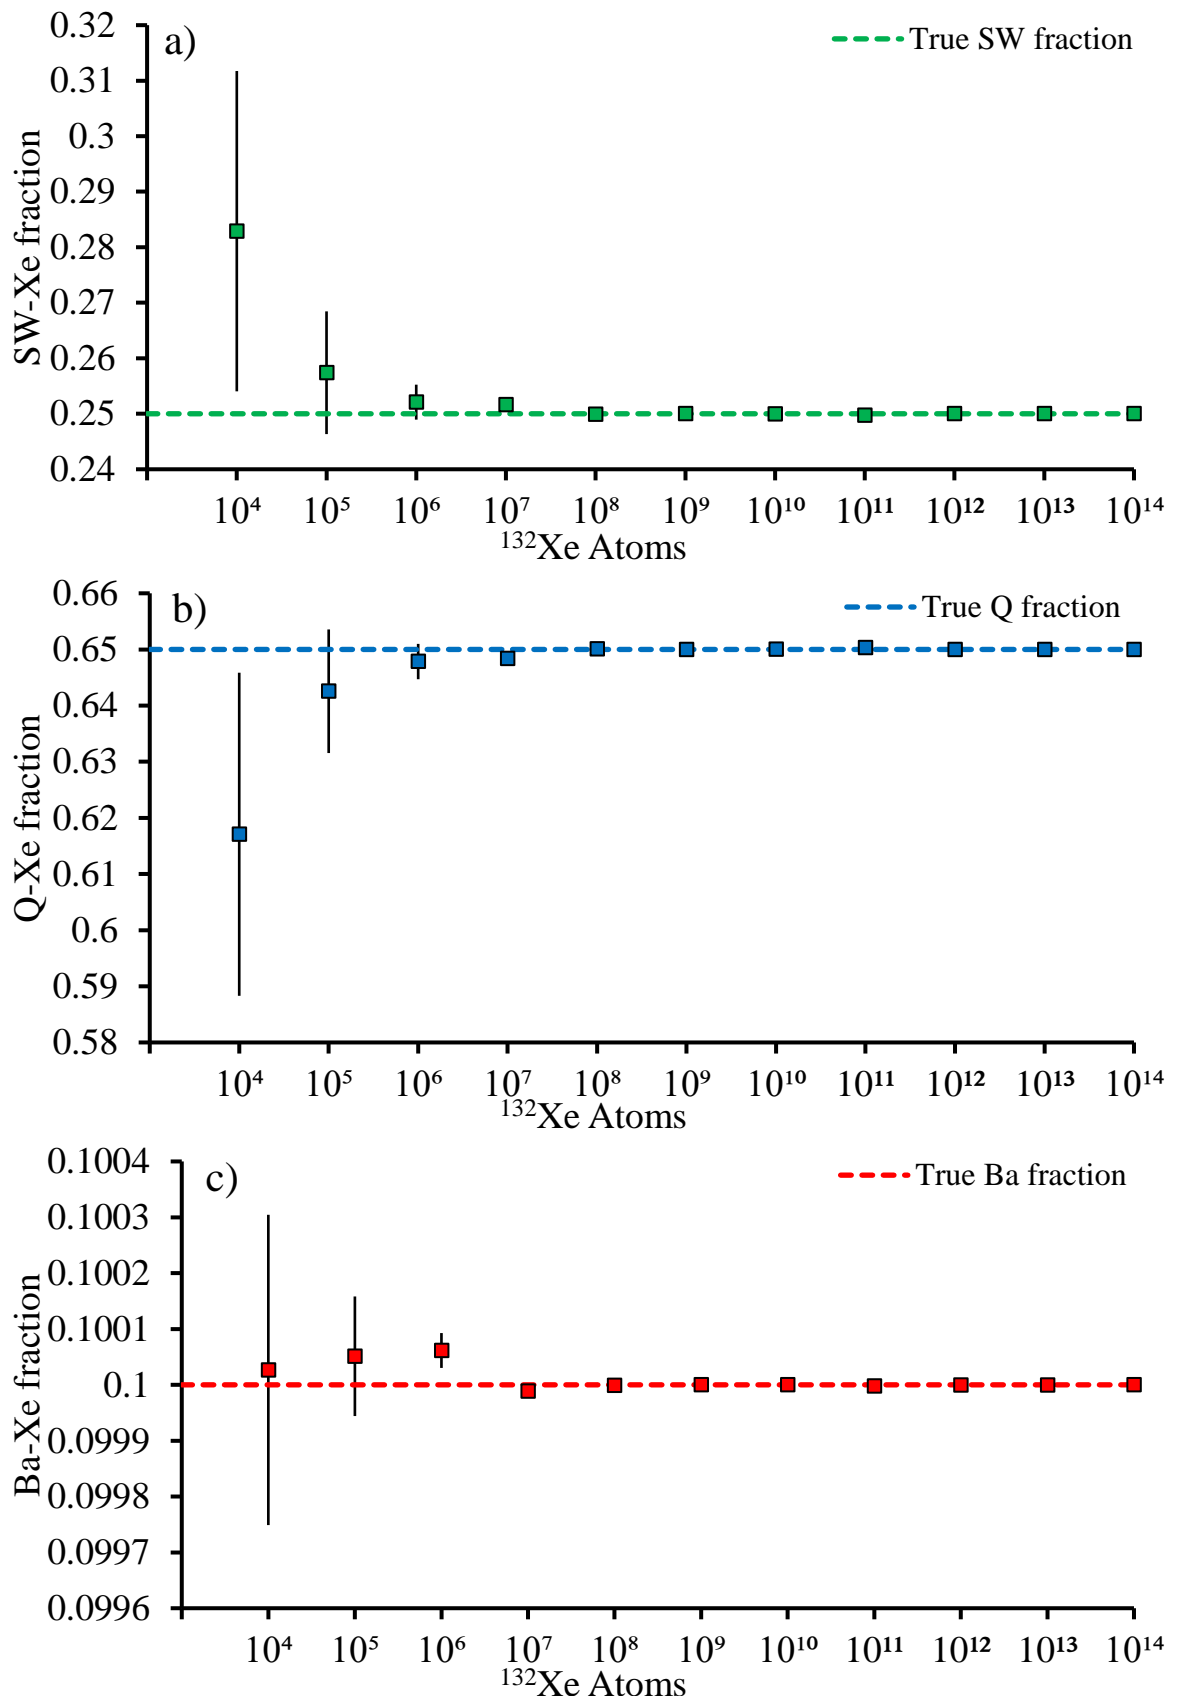 a)
True SW fraction
SW-Xe fraction
0.32
0.31
0.3
0.29
0.28
0.27
0.26
0.25
0.24
10⁴ 10⁵ 10⁶ 10⁷ 10⁸ 10⁹ 10¹⁰ 10¹¹ 10¹² 10¹³ 10¹⁴
¹³²Xe Atoms
b)
True Q fraction
Q-Xe fraction
0.66
0.65
0.64
0.63
0.62
0.61
0.6
0.59
0.58
10⁴ 10⁵ 10⁶ 10⁷ 10⁸ 10⁹ 10¹⁰ 10¹¹ 10¹² 10¹³ 10¹⁴
¹³²Xe Atoms
c)
True Ba fraction
Ba-Xe fraction
0.1004
0.1003
0.1002
0.1001
0.1
0.0999
0.0998
0.0997
0.0996
10⁴ 10⁵ 10⁶ 10⁷ 10⁸ 10⁹ 10¹⁰ 10¹¹ 10¹² 10¹³ 10¹⁴
¹³²Xe Atoms